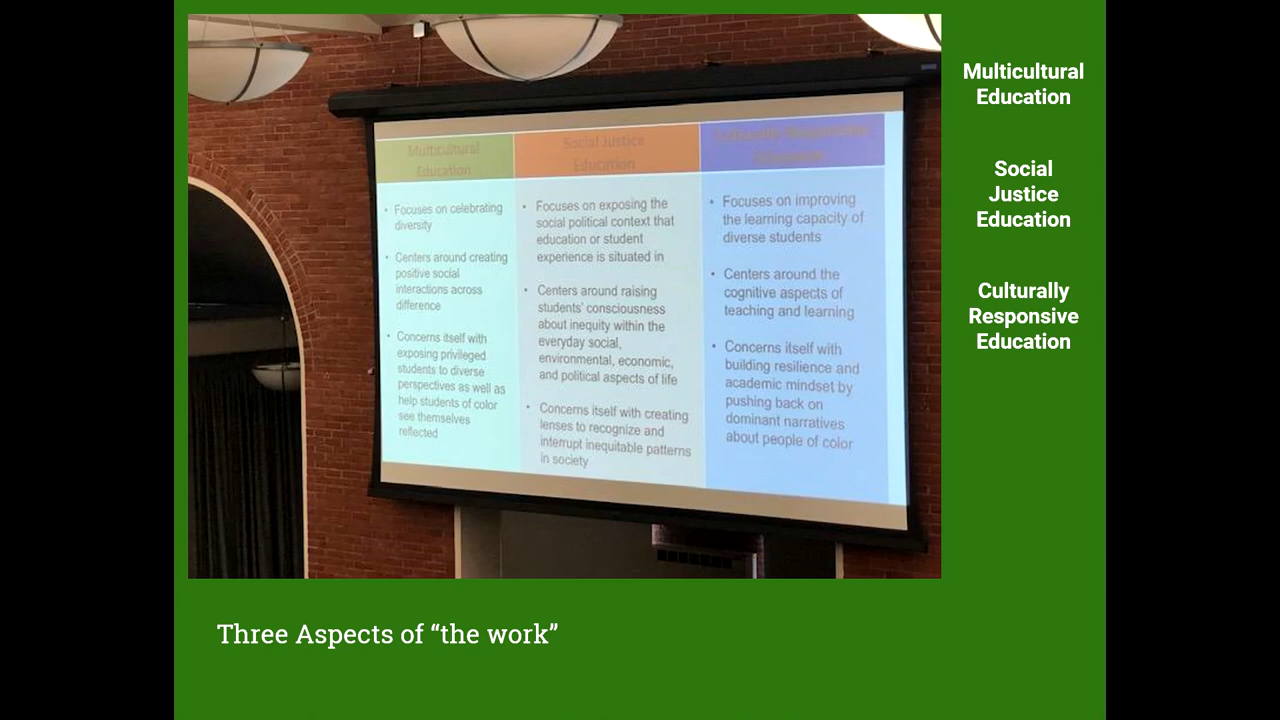 Multicultural
Education
• Focuses on celebrating
diversity
• Centers around creating
positive social
interactions across
difference
• Concerns itself with
exposing privileged
students to diverse
perspectives as well as
help students of color
see themselves
reflected
Social Justice
Education
• Focuses on exposing the
social political context that
education or student
experience is situated in
• Centers around raising
students' consciousness
about inequity within the
everyday social,
environmental, economic,
and political aspects of life
• Concerns itself with creating
lenses to recognize and
interrupt inequitable patterns
in society
Culturally Responsive
Education
• Focuses on improving
the learning capacity of
diverse students
• Centers around the
cognitive aspects of
teaching and learning
• Concerns itself with
building resilience and
academic mindset by
pushing back on
dominant narratives
about people of color
Multicultural
Education
Social
Justice
Education
Culturally
Responsive
Education
Three Aspects of “the work”